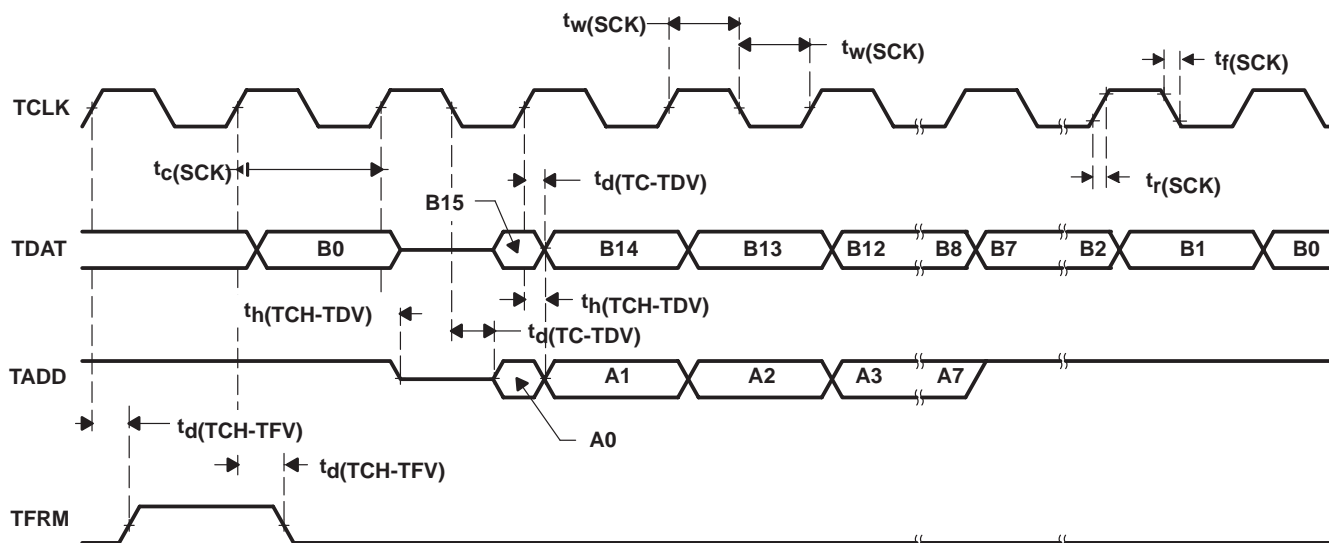 tw(SCK)
tw(SCK)
tf(SCK)
TCLK
tc(SCK)
td(TC-TDV)
tr(SCK)
B15
TDAT
B0
B14
B13
B12
B8
B7
B2
B1
B0
th(TCH-TDV)
th(TCH-TDV)
td(TC-TDV)
TADD
A1
A2
A3
A7
td(TCH-TFV)
A0
td(TCH-TFV)
TFRM